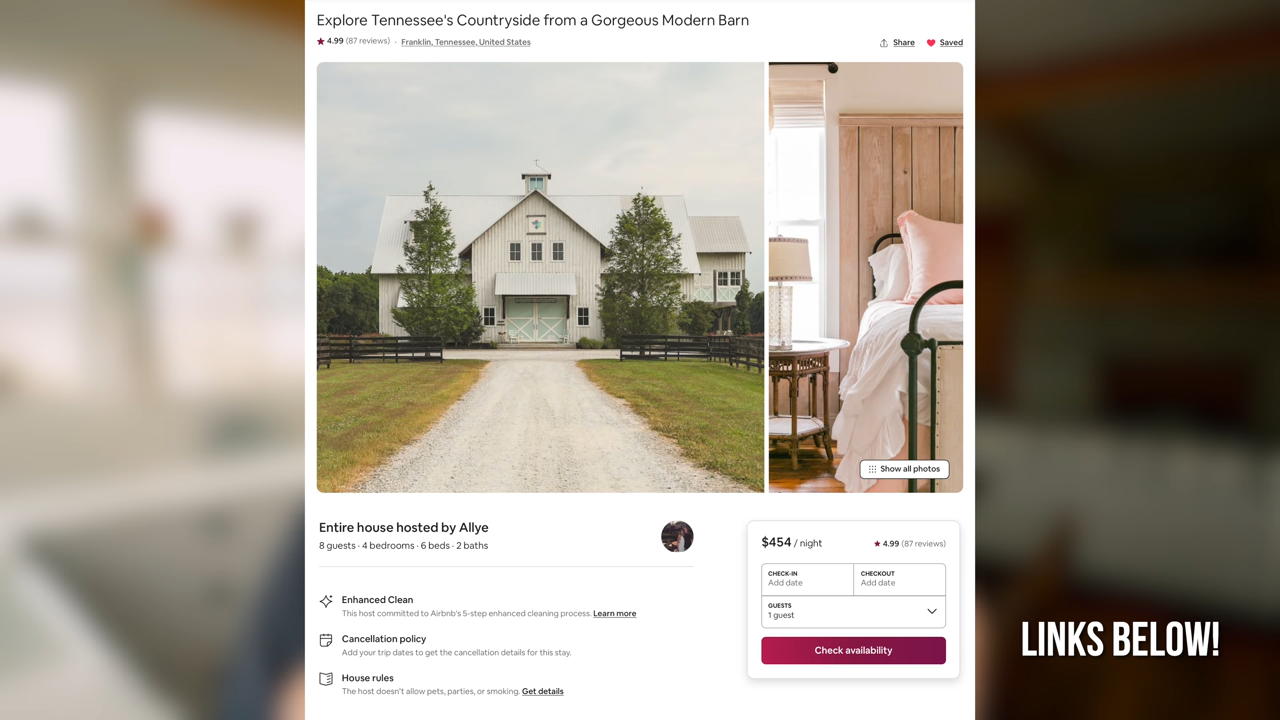 Explore Tennessee's Countryside from a Gorgeous Modern Barn
★ 4.99 (87 reviews) · Franklin, Tennessee, United States
Share
Saved
Show all photos
Entire house hosted by Allye
8 guests · 4 bedrooms · 6 beds · 2 baths
Enhanced Clean
This host committed to Airbnb's 5-step enhanced cleaning process. Learn more
Cancellation policy
Add your trip dates to get the cancellation details for this stay.
House rules
The host doesn't allow pets, parties, or smoking. Get details
$454 / night
★ 4.99 (87 reviews)
CHECK-IN
Add date
CHECKOUT
Add date
GUESTS
1 guest
Check availability
LINKS BELOW!